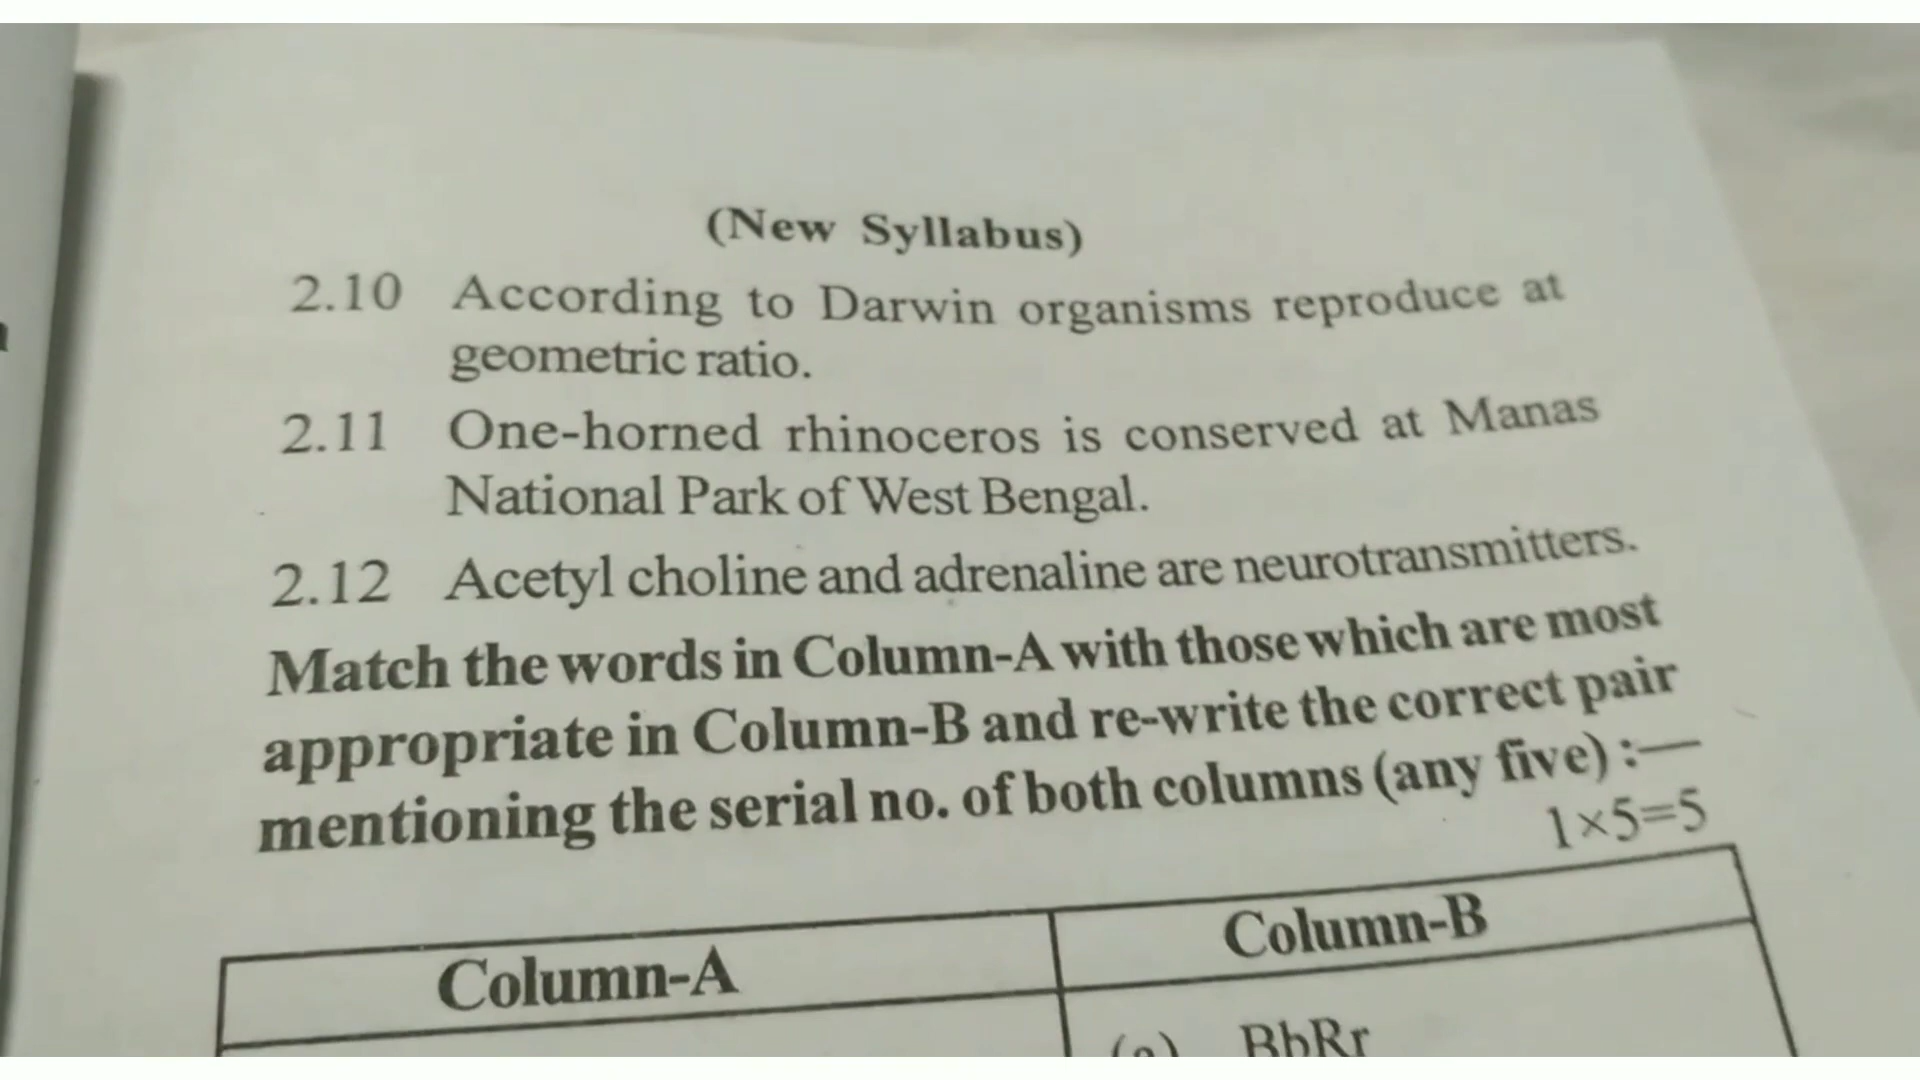 (New Syllabus)
2.10 According to Darwin organisms reproduce at
geometric ratio.
2.11 One-horned rhinoceros is conserved at Manas
National Park of West Bengal.
2.12 Acetyl choline and adrenaline are neurotransmitters.
Match the words in Column-A with those which are most
appropriate in Column-B and re-write the correct pair
mentioning the serial no. of both columns (any five) :—
1×5=5
Column-A Column-B
(a) BbRr